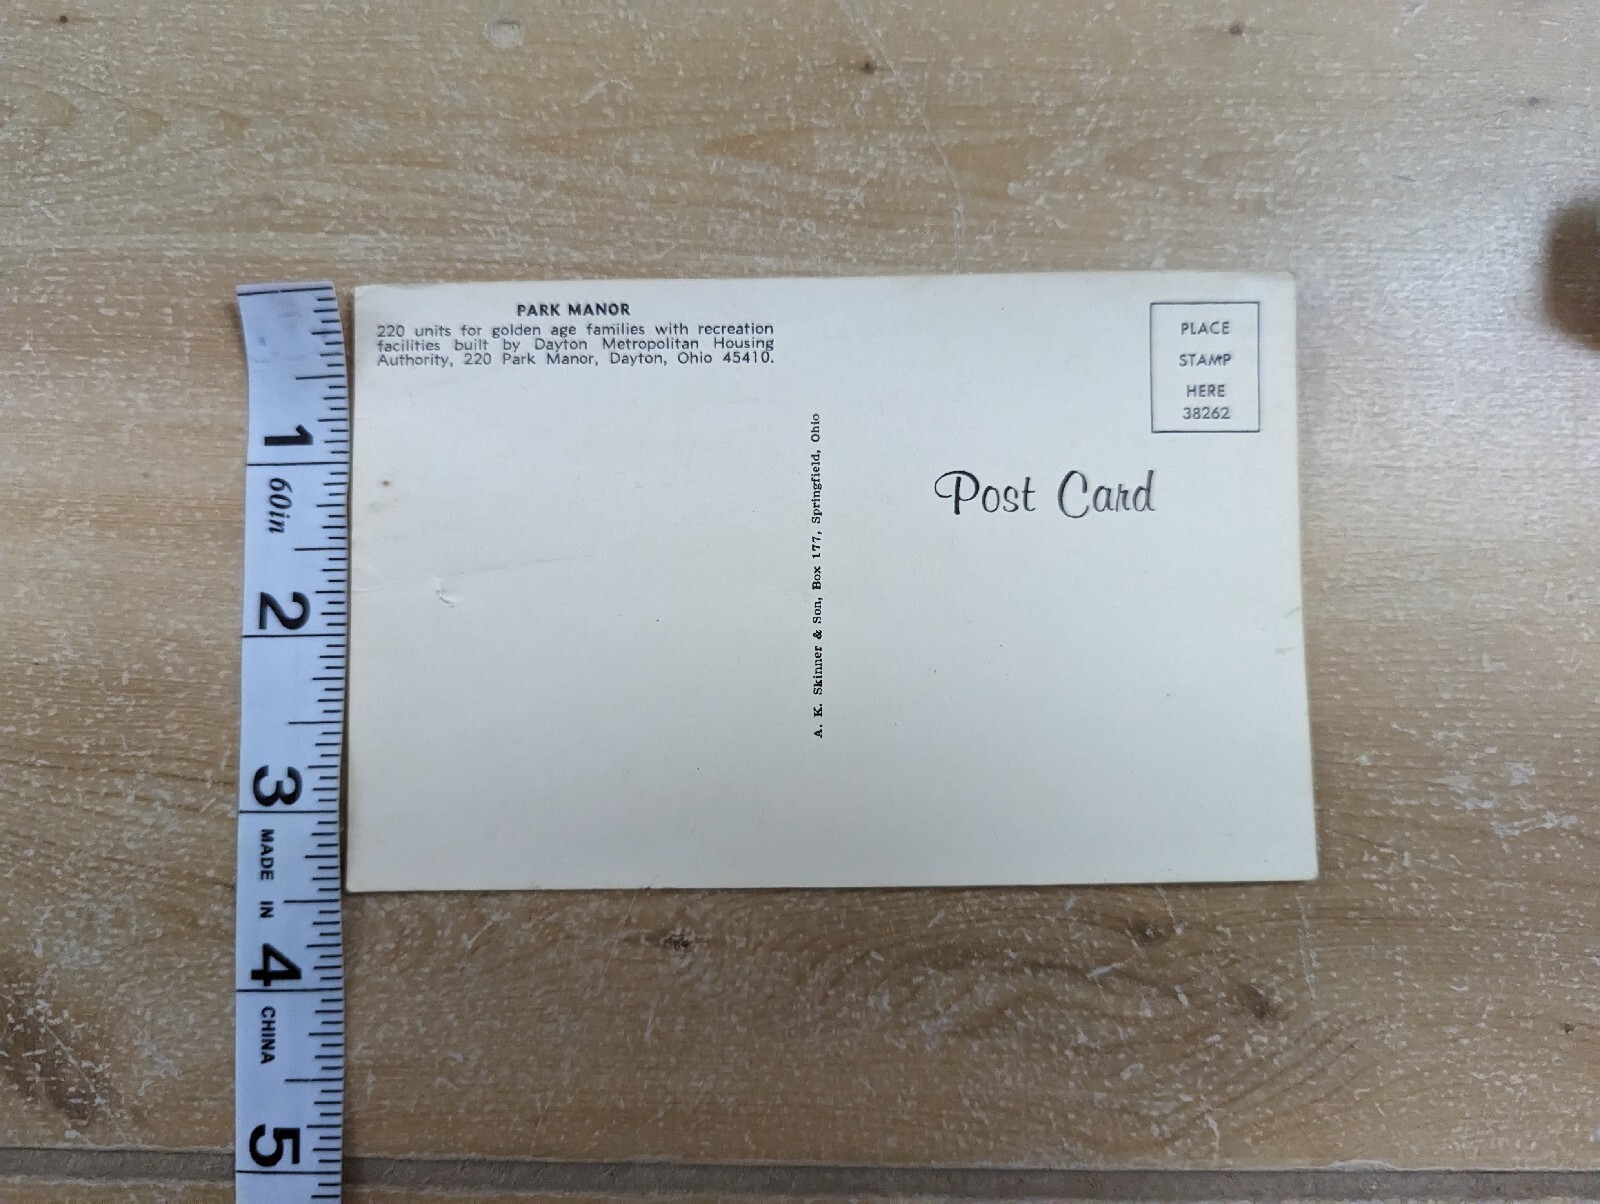 PARK MANOR
220 units for golden age families with recreation
facilities built by Dayton Metropolitan Housing
Authority, 220 Park Manor, Dayton, Ohio 45410.
PLACE
STAMP
HERE
38262
Post Card
A. K. Skinner & Son, Box 177, Springfield, Ohio
1
60in
2
3
MADE IN
4
CHINA
5